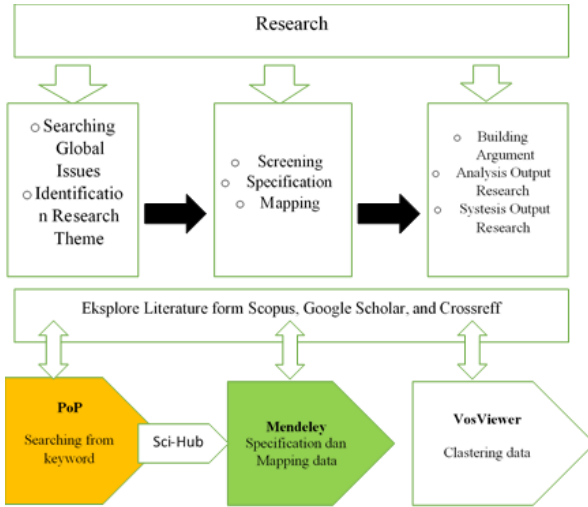 Research
○ Searching
Global
Issues
○ Identificatio
n Research
Theme
○ Screening
○ Specification
○ Mapping
○ Building
Argument
○ Analysis Output
Research
○ Systesis Output
Research
Eksplore Literature form Scopus, Google Scholar, and Crossreff
PoP
Searching from
keyword
Sci-Hub
Mendeley
Specification dan
Mapping data
VosViewer
Clastering data